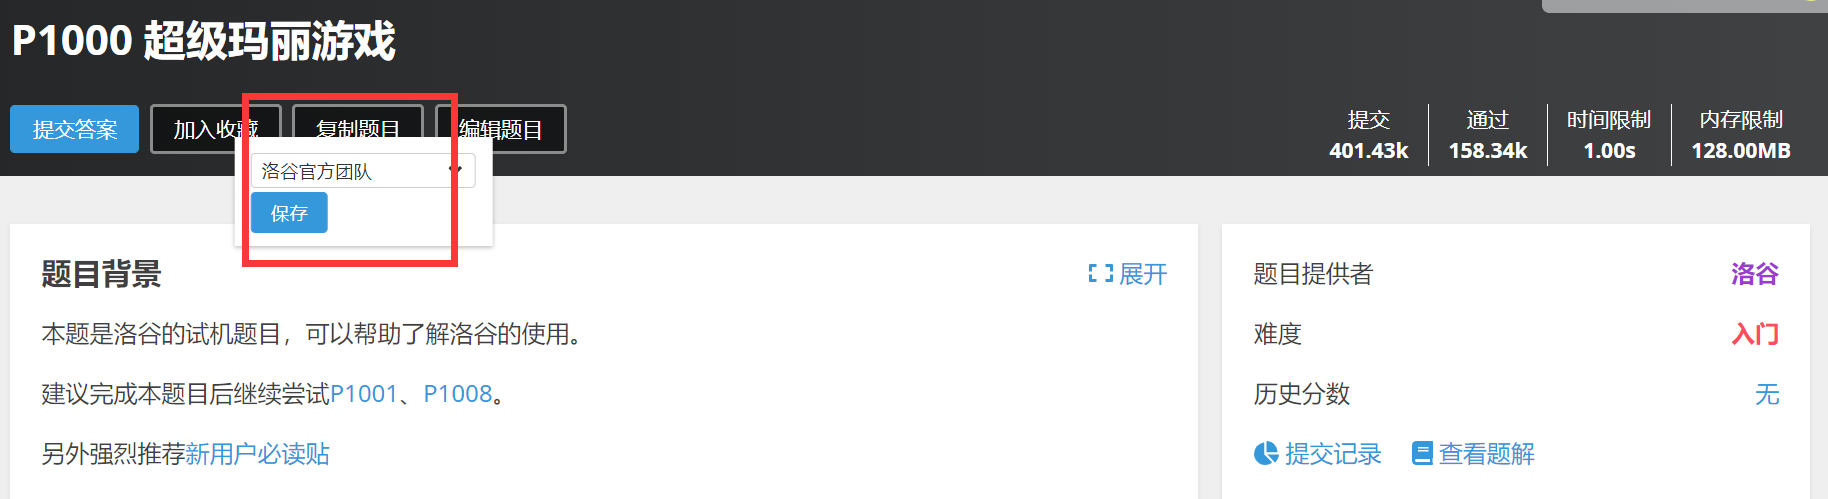 P1000 超级玛丽游戏
提交答案 加入收藏 复制题目 编辑题目
提交 通过 时间限制 内存限制
401.43k 158.34k 1.00s 128.00MB
洛谷官方团队
保存
题目背景 展开
本题是洛谷的试机题目，可以帮助了解洛谷的使用。
建议完成本题目后继续尝试P1001、P1008。
另外强烈推荐新用户必读贴
题目提供者 洛谷
难度 入门
历史分数 无
提交记录 查看题解